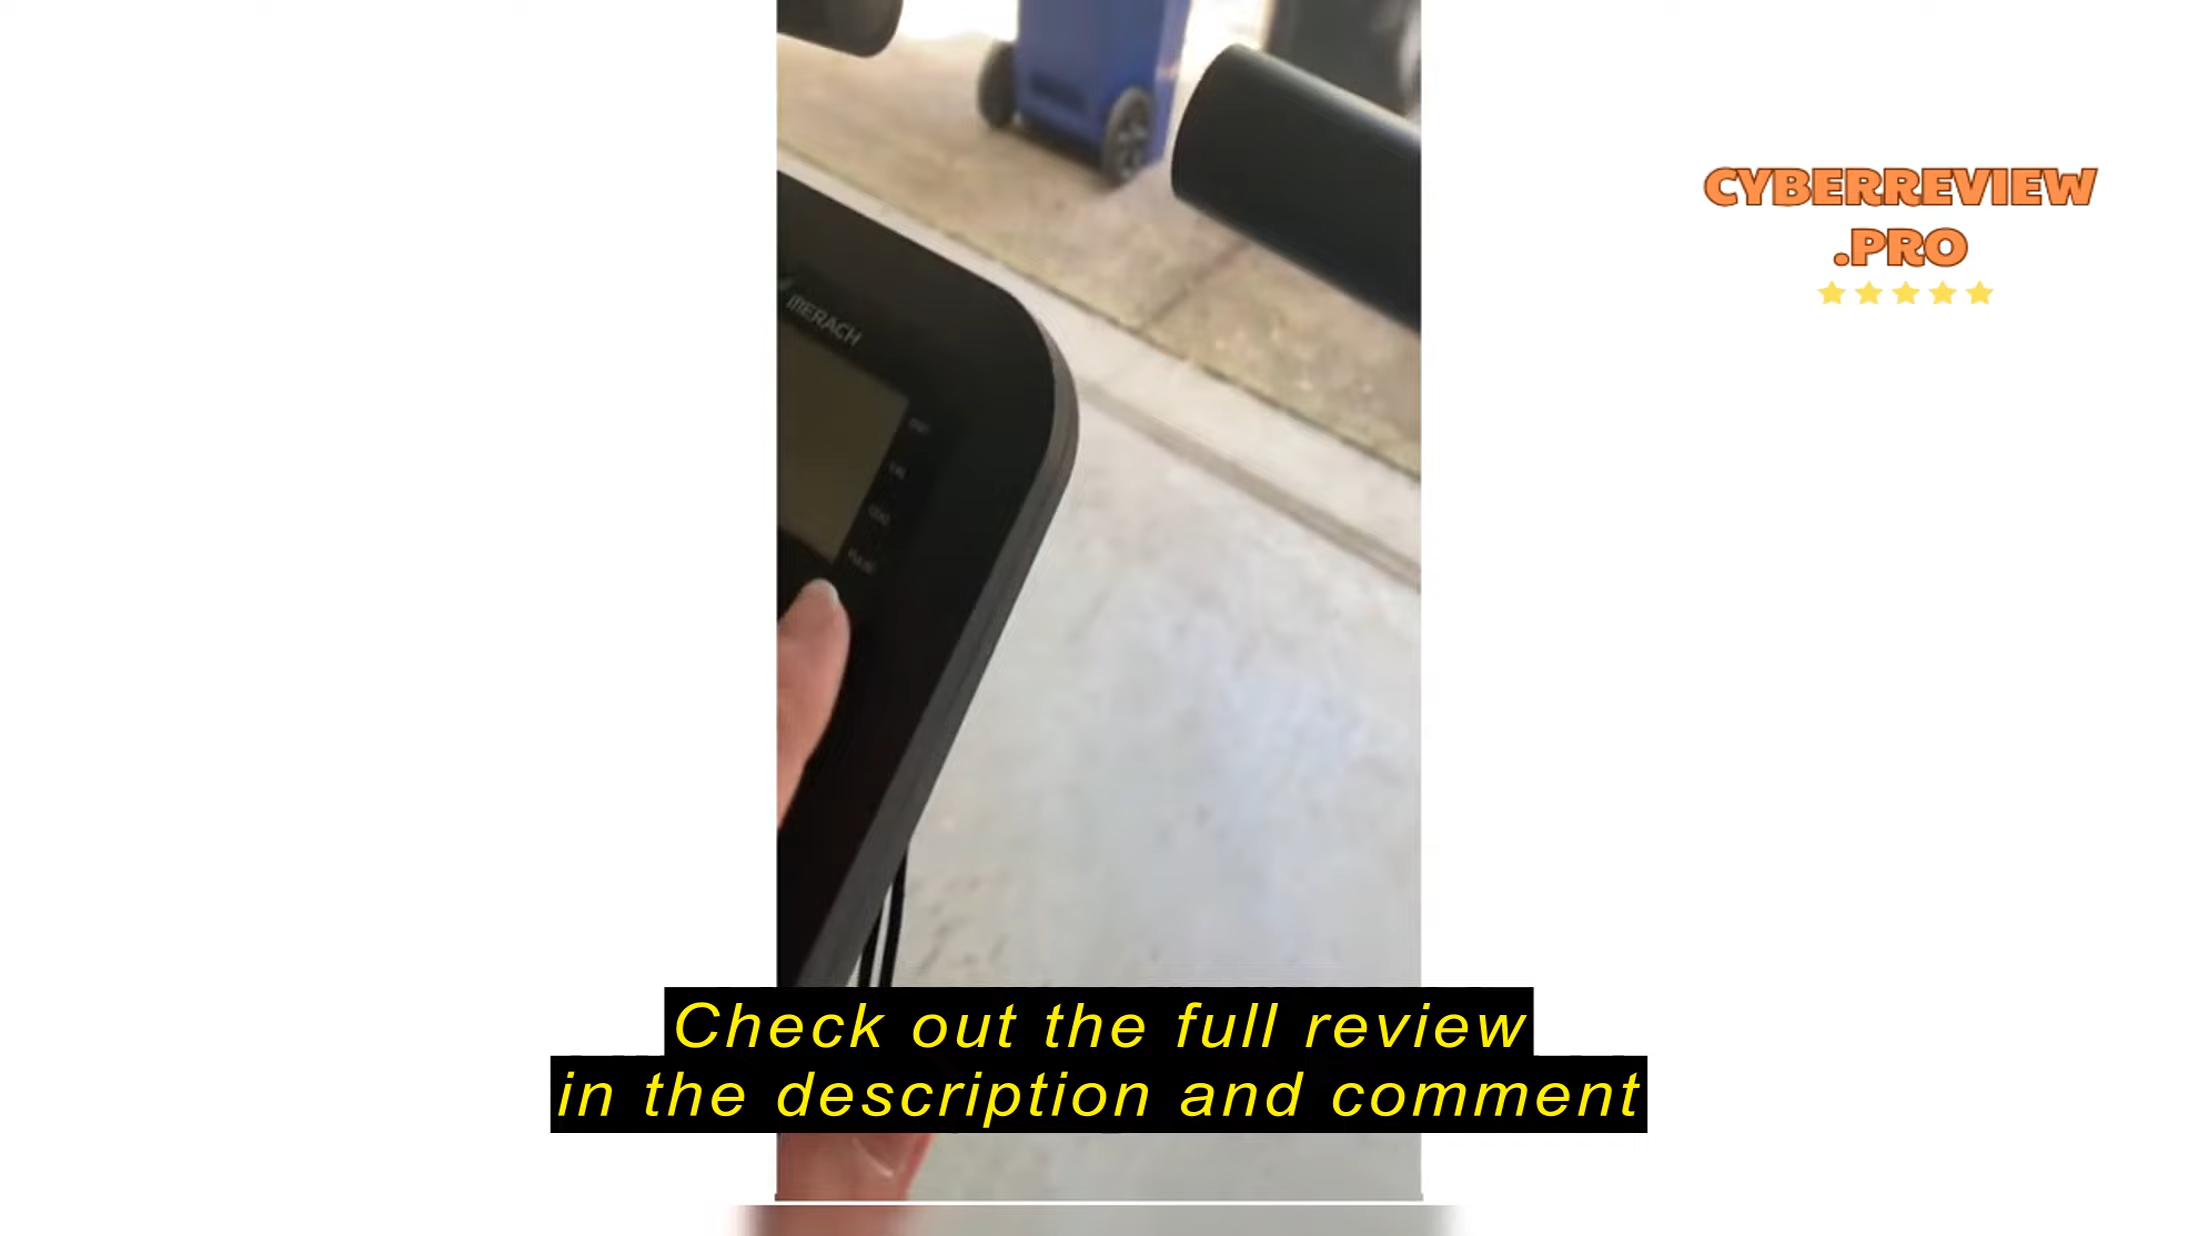 CYBERREVIEW
.PRO
MERACH
Check out the full review
in the description and comment